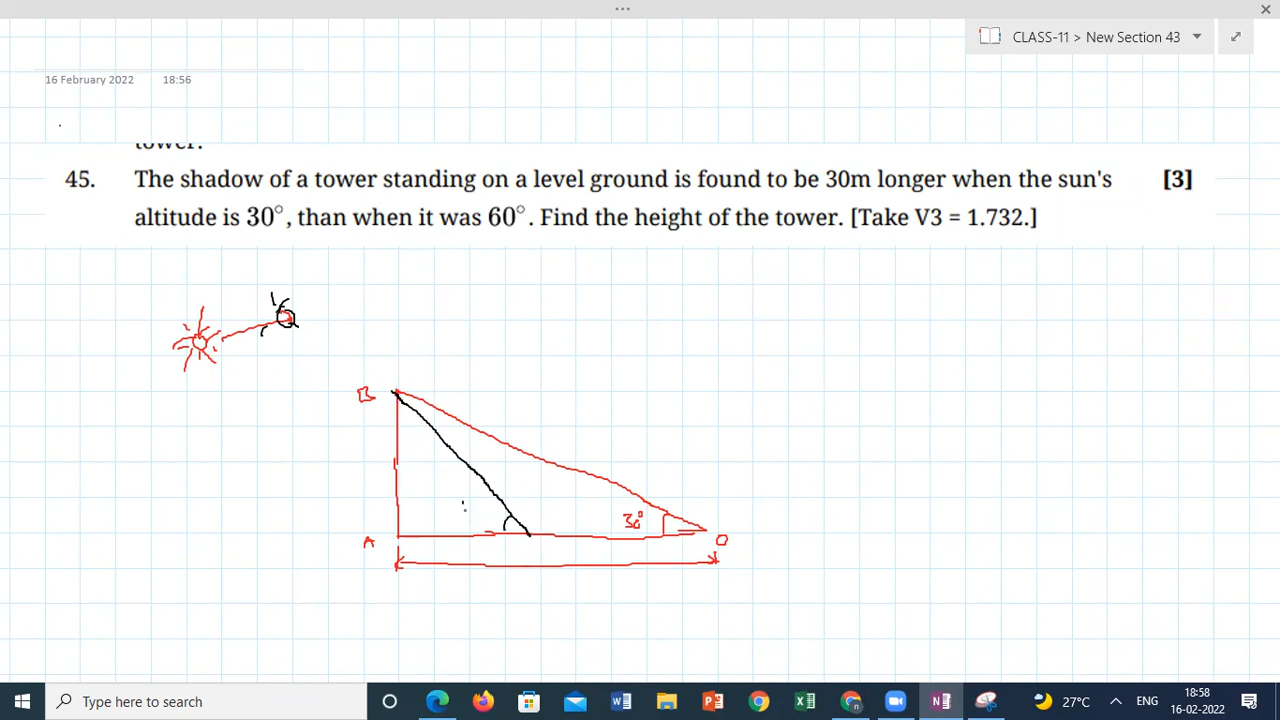 CLASS-11 > New Section 43
16 February 2022 18:56
tower.
45. The shadow of a tower standing on a level ground is found to be 30m longer when the sun's [3]
altitude is 30°, than when it was 60°. Find the height of the tower. [Take V3 = 1.732.]
B
30°
A
O
Type here to search
27°C
ENG
18:58
16-02-2022